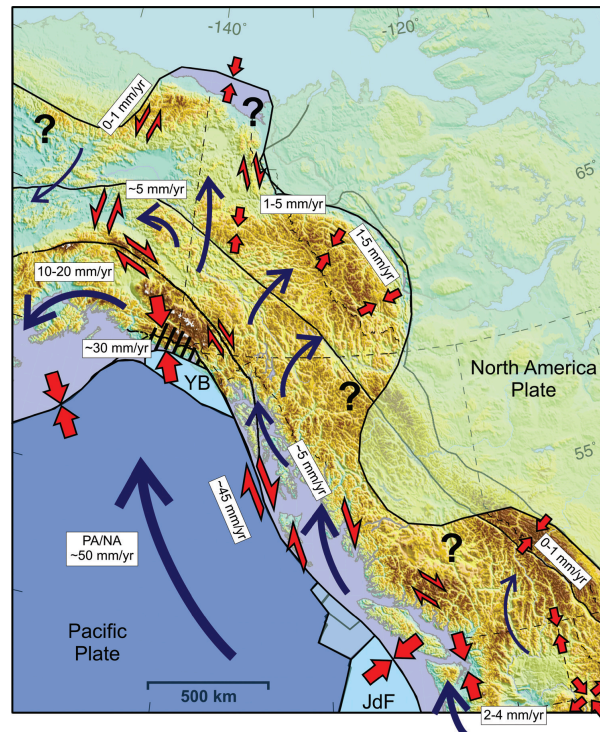 -140°
-120°
0-1 mm/yr
?
?
65°
~5 mm/yr
1-5 mm/yr
1-5 mm/yr
10-20 mm/yr
~30 mm/yr
YB
North America
Plate
?
55°
~5 mm/yr
~45 mm/yr
PA/NA
~50 mm/yr
?
0-1 mm/yr
Pacific
Plate
500 km
JdF
2-4 mm/yr